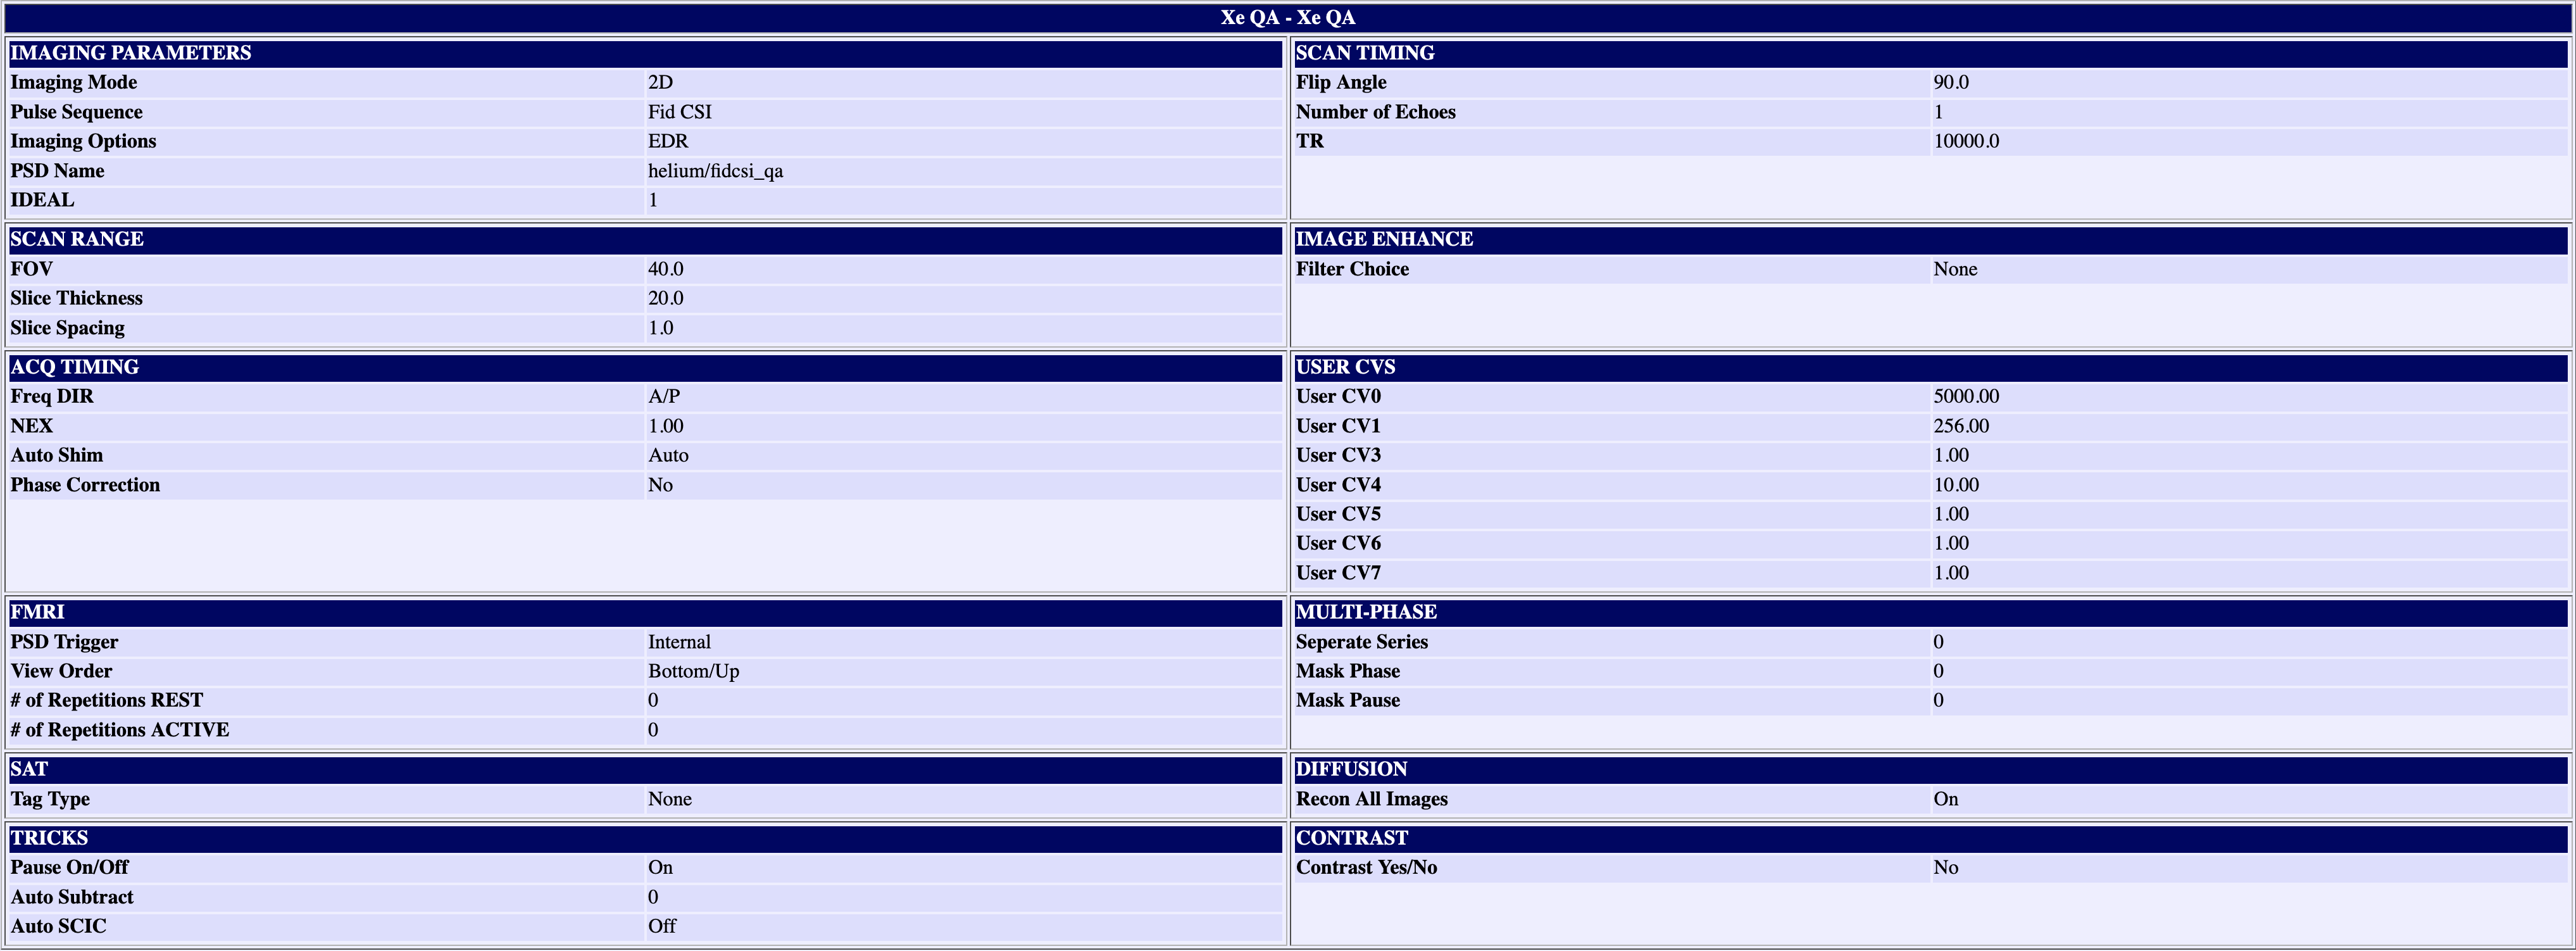 Xe QA - Xe QA
IMAGING PARAMETERS
Imaging Mode 2D
Pulse Sequence Fid CSI
Imaging Options EDR
PSD Name helium/fidcsi_qa
IDEAL 1
SCAN TIMING
Flip Angle 90.0
Number of Echoes 1
TR 10000.0
SCAN RANGE
FOV 40.0
Slice Thickness 20.0
Slice Spacing 1.0
IMAGE ENHANCE
Filter Choice None
ACQ TIMING
Freq DIR A/P
NEX 1.00
Auto Shim Auto
Phase Correction No
USER CVS
User CV0 5000.00
User CV1 256.00
User CV3 1.00
User CV4 10.00
User CV5 1.00
User CV6 1.00
User CV7 1.00
FMRI
PSD Trigger Internal
View Order Bottom/Up
# of Repetitions REST 0
# of Repetitions ACTIVE 0
MULTI-PHASE
Seperate Series 0
Mask Phase 0
Mask Pause 0
SAT
Tag Type None
DIFFUSION
Recon All Images On
TRICKS
Pause On/Off On
Auto Subtract 0
Auto SCIC Off
CONTRAST
Contrast Yes/No No